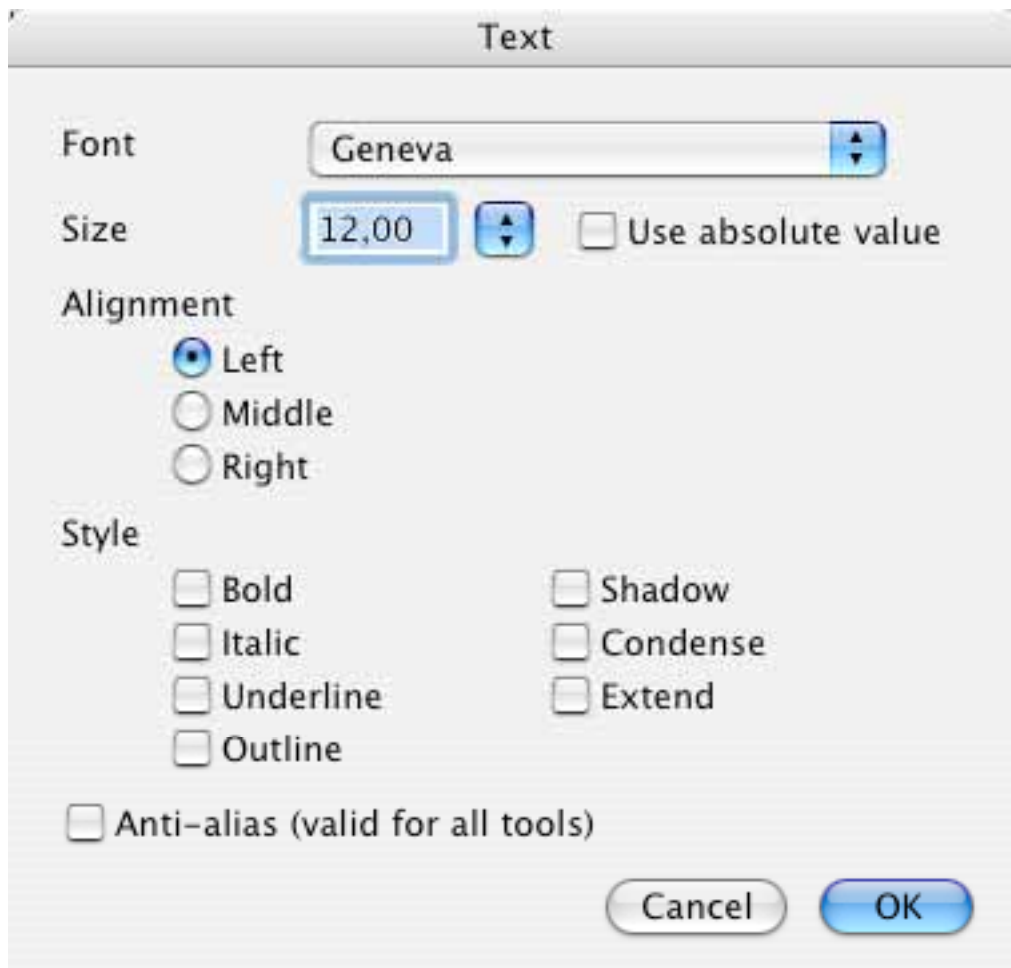 Text
Font Geneva
Size 12,00 Use absolute value
Alignment
Left
Middle
Right
Style
Bold Shadow
Italic Condense
Underline Extend
Outline
Anti-alias (valid for all tools)
Cancel OK